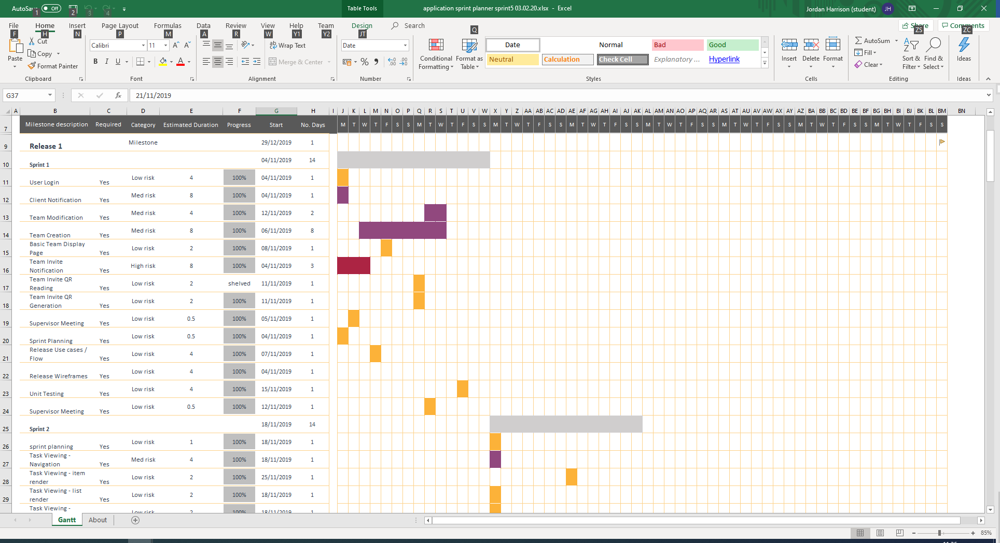 AutoSave Off
1 2 3 4
Table Tools
application sprint planner sprint5 03.02.20.xlsx - Excel
Jordan Harrison (student) JH
File Home Insert Page Layout Formulas Data Review View Help Team Design Search Share Comments
F H N P M A R W Y1 Y2 JT Q ZS ZC
Paste Cut Copy Format Painter
Clipboard
Calibri 11 A A B I U A
Font
ab Wrap Text Merge & Center
Alignment
Date % 9
Number
Conditional Formatting Format as Table
Date Normal Bad Good
Neutral Calculation Check Cell Explanatory ... Hyperlink
Styles
Insert Delete Format
Cells
AutoSum Fill Clear Sort & Filter Find & Select
Editing
Ideas
Ideas
G37 fx 21/11/2019
A B C D E F G H I J K L M N O P Q R S T U V W X Y Z AA AB AC AD AE AF AG AH AI AJ AK AL AM AN AO AP AQ AR AS AT AU AV AW AX AY AZ BA BB BC BD BE BF BG BH BI BJ BK BL BM BN
7 Milestone description Required Category Estimated Duration Progress Start No. Days M T W T F S S M T W T F S S M T W T F S S M T W T F S S M T W T F S S M T W T F S S M T W T F S S M T W T F S S
9 Release 1 Milestone 29/12/2019 1
10 Sprint 1 04/11/2019 14
11 User Login Yes Low risk 4 100% 04/11/2019 1
12 Client Notification Yes Med risk 8 100% 04/11/2019 1
13 Team Modification Yes Med risk 4 100% 12/11/2019 2
14 Team Creation Yes Med risk 8 100% 06/11/2019 8
15 Basic Team Display Page Yes Low risk 2 100% 08/11/2019 1
16 Team Invite Notification Yes High risk 8 100% 04/11/2019 3
17 Team Invite QR Reading Yes Low risk 2 shelved 11/11/2019 1
18 Team Invite QR Generation Yes Low risk 2 100% 11/11/2019 1
19 Supervisor Meeting Yes Low risk 0.5 100% 05/11/2019 1
20 Sprint Planning Yes Low risk 0.5 100% 04/11/2019 1
21 Release Use cases / Flow Yes Low risk 4 100% 07/11/2019 1
22 Release Wireframes Yes Low risk 4 100% 04/11/2019 1
23 Unit Testing Yes Low risk 4 100% 15/11/2019 1
24 Supervisor Meeting Yes Low risk 0.5 100% 12/11/2019 1
25 Sprint 2 18/11/2019 14
26 sprint planning Yes Low risk 1 100% 18/11/2019 1
27 Task Viewing - Navigation Yes Med risk 4 100% 18/11/2019 1
28 Task Viewing - item render Yes Low risk 2 100% 25/11/2019 1
29 Task Viewing - list render Yes Low risk 2 100% 18/11/2019 1
Task Viewing - Low risk 2 100% 18/11/2019 1
Gantt About
85%